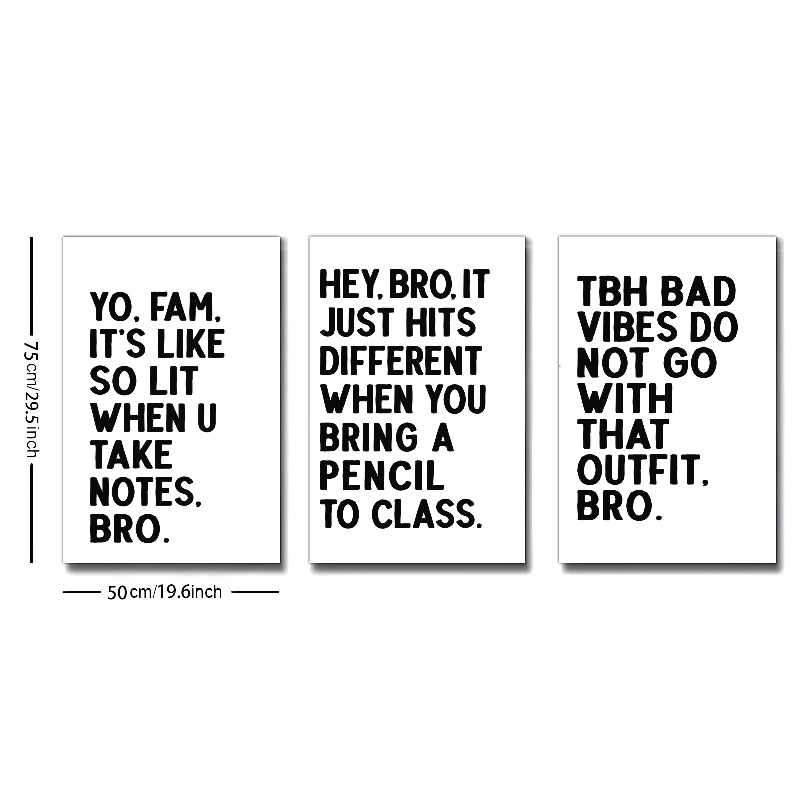 YO, FAM,
IT'S LIKE
SO LIT
WHEN U
TAKE
NOTES,
BRO.
HEY, BRO, IT
JUST HITS
DIFFERENT
WHEN YOU
BRING A
PENCIL
TO CLASS.
TBH BAD
VIBES DO
NOT GO
WITH
THAT
OUTFIT,
BRO.
75cm/29.5inch
50cm/19.6inch